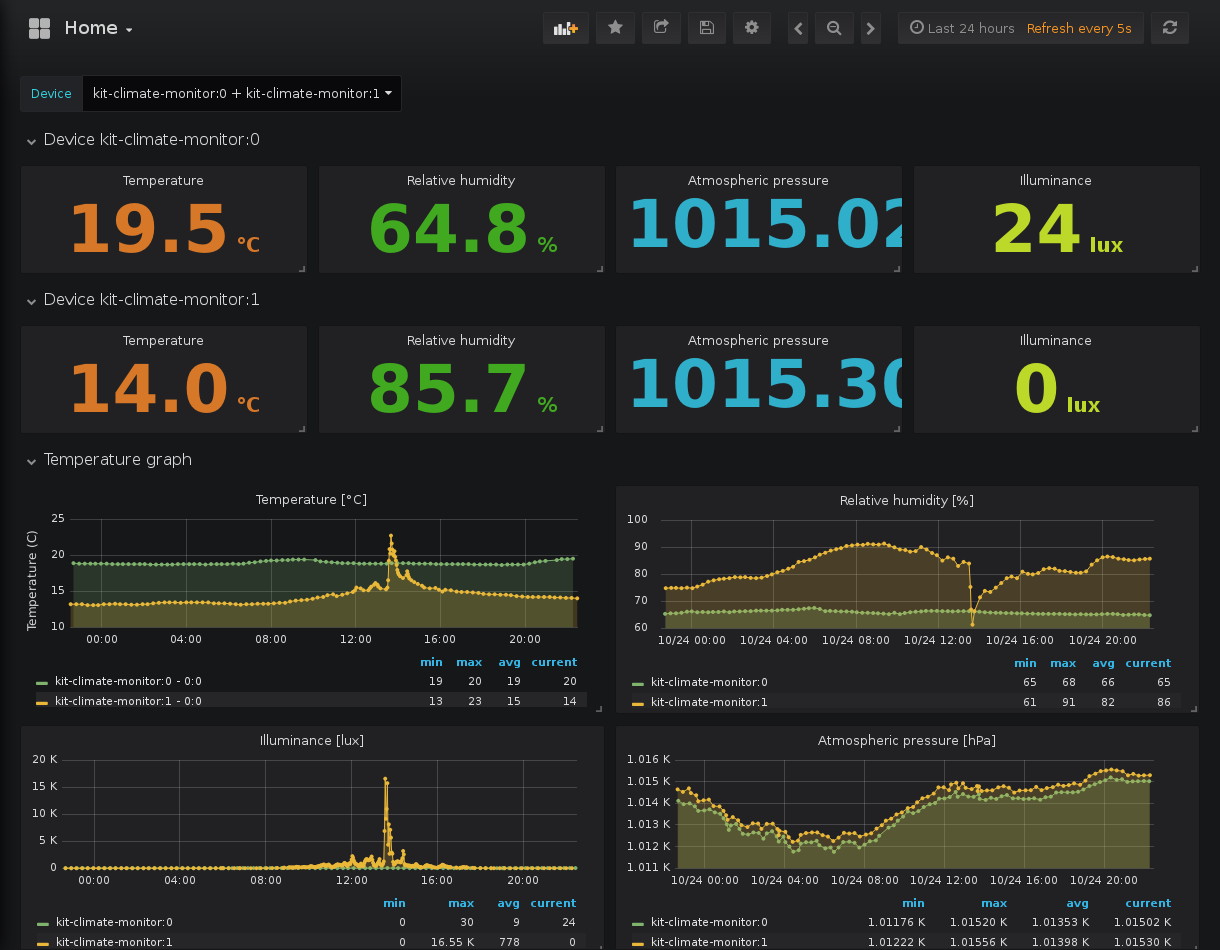 Home
Last 24 hours Refresh every 5s
Device kit-climate-monitor:0 + kit-climate-monitor:1
Device kit-climate-monitor:0
Temperature Relative humidity Atmospheric pressure Illuminance
19.5 °C 64.8 % 1015.02 24 lux
Device kit-climate-monitor:1
Temperature Relative humidity Atmospheric pressure Illuminance
14.0 °C 85.7 % 1015.30 0 lux
Temperature graph
Temperature [°C]
Temperature (C)
25
20
15
10
00:00 04:00 08:00 12:00 16:00 20:00
min max avg current
kit-climate-monitor:0 - 0:0 19 20 19 20
kit-climate-monitor:1 - 0:0 13 23 15 14
Relative humidity [%]
100
90
80
70
60
10/24 00:00 10/24 04:00 10/24 08:00 10/24 12:00 10/24 16:00 10/24 20:00
min max avg current
kit-climate-monitor:0 65 68 66 65
kit-climate-monitor:1 61 91 82 86
Illuminance [lux]
20 K
15 K
10 K
5 K
0
00:00 04:00 08:00 12:00 16:00 20:00
min max avg current
kit-climate-monitor:0 0 30 9 24
kit-climate-monitor:1 0 16.55 K 778 0
Atmospheric pressure [hPa]
1.016 K
1.015 K
1.014 K
1.013 K
1.012 K
1.011 K
10/24 00:00 10/24 04:00 10/24 08:00 10/24 12:00 10/24 16:00 10/24 20:00
min max avg current
kit-climate-monitor:0 1.01176 K 1.01520 K 1.01353 K 1.01502 K
kit-climate-monitor:1 1.01222 K 1.01556 K 1.01398 K 1.01530 K